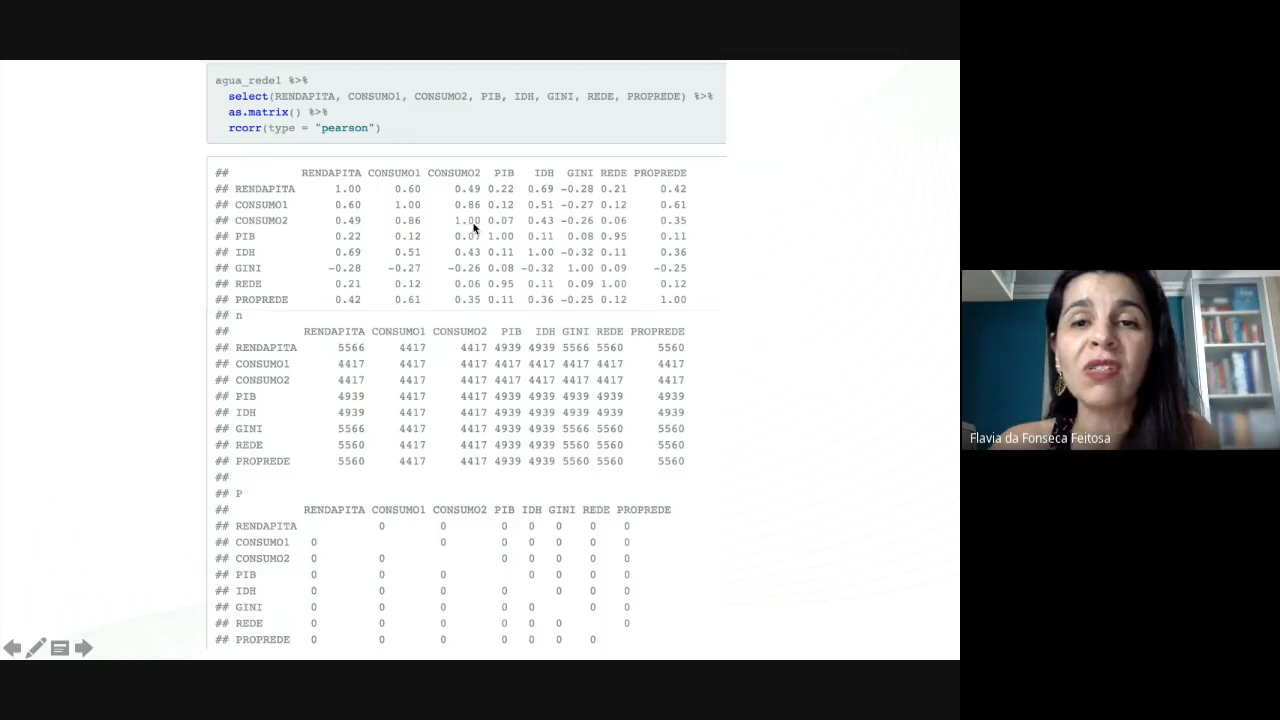 agua_rede1 %>%
select(RENDAPITA, CONSUMO1, CONSUMO2, PIB, IDH, GINI, REDE, PROPREDE) %>%
as.matrix() %>%
rcorr(type = "pearson")
## RENDAPITA CONSUMO1 CONSUMO2 PIB IDH GINI REDE PROPREDE
## RENDAPITA 1.00 0.60 0.49 0.22 0.69 -0.28 0.21 0.42
## CONSUMO1 0.60 1.00 0.86 0.12 0.51 -0.27 0.12 0.61
## CONSUMO2 0.49 0.86 1.00 0.07 0.43 -0.26 0.06 0.35
## PIB 0.22 0.12 0.07 1.00 0.11 0.08 0.95 0.11
## IDH 0.69 0.51 0.43 0.11 1.00 -0.32 0.11 0.36
## GINI -0.28 -0.27 -0.26 0.08 -0.32 1.00 0.09 -0.25
## REDE 0.21 0.12 0.06 0.95 0.11 0.09 1.00 0.12
## PROPREDE 0.42 0.61 0.35 0.11 0.36 -0.25 0.12 1.00
## n
## RENDAPITA CONSUMO1 CONSUMO2 PIB IDH GINI REDE PROPREDE
## RENDAPITA 5566 4417 4417 4939 4939 5566 5560 5560
## CONSUMO1 4417 4417 4417 4417 4417 4417 4417 4417
## CONSUMO2 4417 4417 4417 4417 4417 4417 4417 4417
## PIB 4939 4417 4417 4939 4939 4939 4939 4939
## IDH 4939 4417 4417 4939 4939 4939 4939 4939
## GINI 5566 4417 4417 4939 4939 5566 5560 5560
## REDE 5560 4417 4417 4939 4939 5560 5560 5560
## PROPREDE 5560 4417 4417 4939 4939 5560 5560 5560
##
## P
## RENDAPITA CONSUMO1 CONSUMO2 PIB IDH GINI REDE PROPREDE
## RENDAPITA 0 0 0 0 0 0 0
## CONSUMO1 0 0 0 0 0 0 0
## CONSUMO2 0 0 0 0 0 0 0
## PIB 0 0 0 0 0 0 0
## IDH 0 0 0 0 0 0 0
## GINI 0 0 0 0 0 0 0
## REDE 0 0 0 0 0 0 0
## PROPREDE 0 0 0 0 0 0 0
Flavia da Fonseca Feitosa